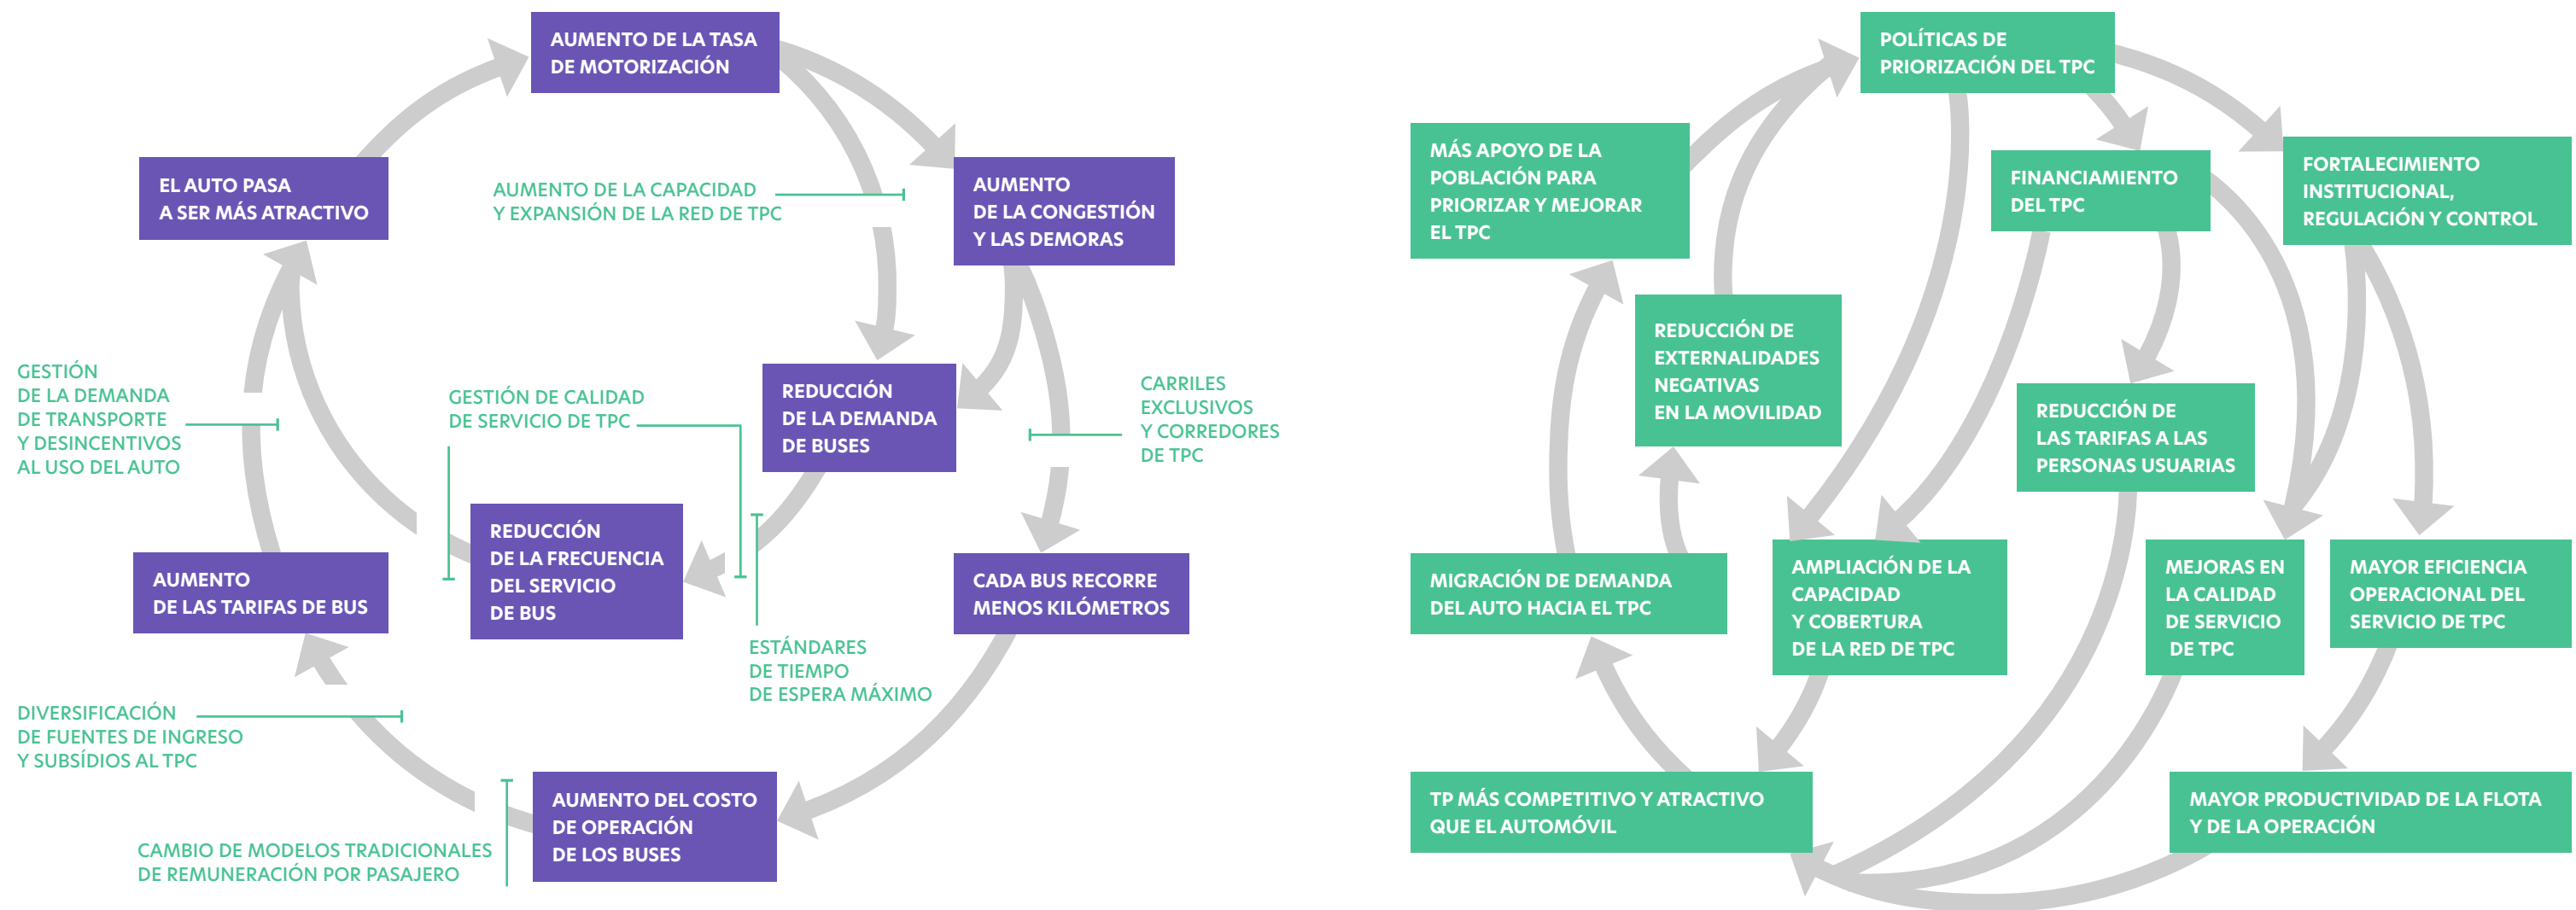 AUMENTO DE LA TASA
DE MOTORIZACIÓN
EL AUTO PASA
A SER MÁS ATRACTIVO
AUMENTO DE LA CAPACIDAD
Y EXPANSIÓN DE LA RED DE TPC
AUMENTO
DE LA CONGESTIÓN
Y LAS DEMORAS
GESTIÓN
DE LA DEMANDA
DE TRANSPORTE
Y DESINCENTIVOS
AL USO DEL AUTO
GESTIÓN DE CALIDAD
DE SERVICIO DE TPC
REDUCCIÓN
DE LA DEMANDA
DE BUSES
CARRILES
EXCLUSIVOS
Y CORREDORES
DE TPC
AUMENTO
DE LAS TARIFAS DE BUS
REDUCCIÓN
DE LA FRECUENCIA
DEL SERVICIO
DE BUS
CADA BUS RECORRE
MENOS KILÓMETROS
ESTÁNDARES
DE TIEMPO
DE ESPERA MÁXIMO
DIVERSIFICACIÓN
DE FUENTES DE INGRESO
Y SUBSÍDIOS AL TPC
AUMENTO DEL COSTO
DE OPERACIÓN
DE LOS BUSES
CAMBIO DE MODELOS TRADICIONALES
DE REMUNERACIÓN POR PASAJERO
POLÍTICAS DE
PRIORIZACIÓN DEL TPC
MÁS APOYO DE LA
POBLACIÓN PARA
PRIORIZAR Y MEJORAR
EL TPC
FINANCIAMIENTO
DEL TPC
FORTALECIMIENTO
INSTITUCIONAL,
REGULACIÓN Y CONTROL
REDUCCIÓN DE
EXTERNALIDADES
NEGATIVAS
EN LA MOVILIDAD
REDUCCIÓN DE
LAS TARIFAS A LAS
PERSONAS USUARIAS
MIGRACIÓN DE DEMANDA
DEL AUTO HACIA EL TPC
AMPLIACIÓN DE LA
CAPACIDAD
Y COBERTURA
DE LA RED DE TPC
MEJORAS EN
LA CALIDAD
DE SERVICIO
DE TPC
MAYOR EFICIENCIA
OPERACIONAL DEL
SERVICIO DE TPC
TP MÁS COMPETITIVO Y ATRACTIVO
QUE EL AUTOMÓVIL
MAYOR PRODUCTIVIDAD DE LA FLOTA
Y DE LA OPERACIÓN